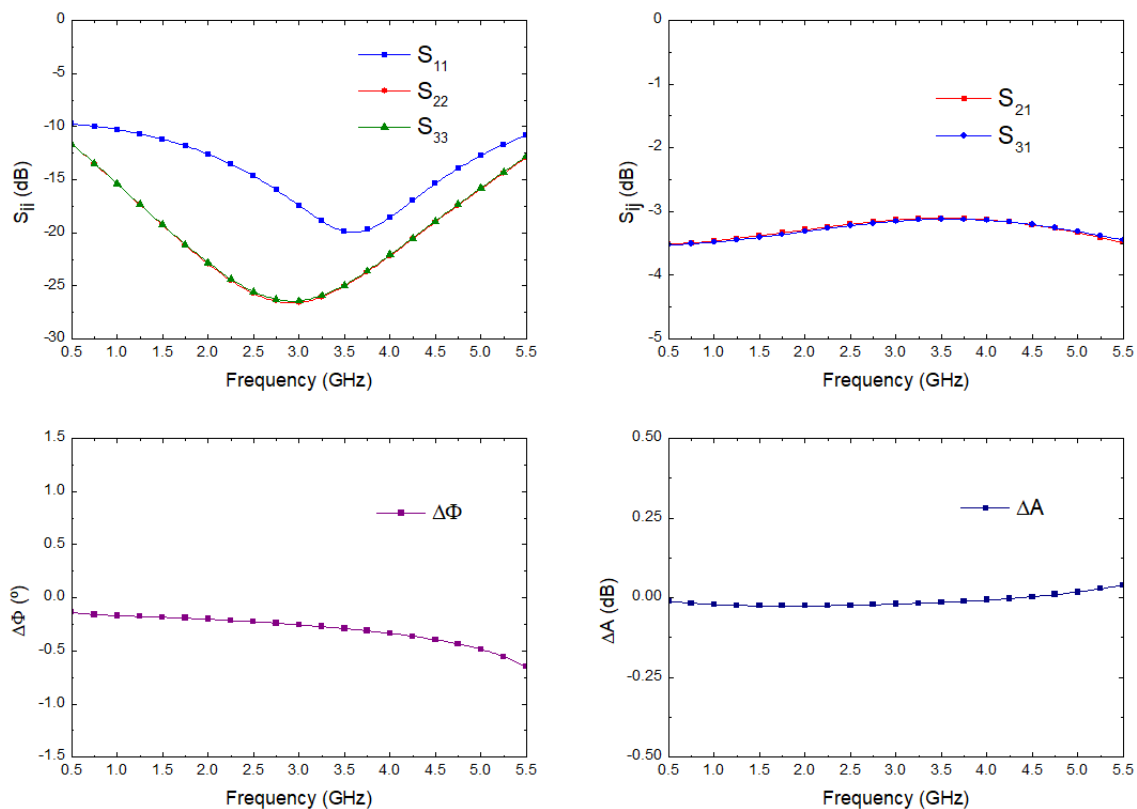 0
-5
-10
-15
-20
-25
-30
S11
S22
S33
Sii (dB)
0.5 1.0 1.5 2.0 2.5 3.0 3.5 4.0 4.5 5.0 5.5
Frequency (GHz)
0
-1
-2
-3
-4
-5
S21
S31
Sij (dB)
0.5 1.0 1.5 2.0 2.5 3.0 3.5 4.0 4.5 5.0 5.5
Frequency (GHz)
1.5
1.0
0.5
0.0
-0.5
-1.0
-1.5
ΔΦ
ΔΦ (º)
0.5 1.0 1.5 2.0 2.5 3.0 3.5 4.0 4.5 5.0 5.5
Frequency (GHz)
0.50
0.25
0.00
-0.25
-0.50
ΔA
ΔA (dB)
0.5 1.0 1.5 2.0 2.5 3.0 3.5 4.0 4.5 5.0 5.5
Frequency (GHz)